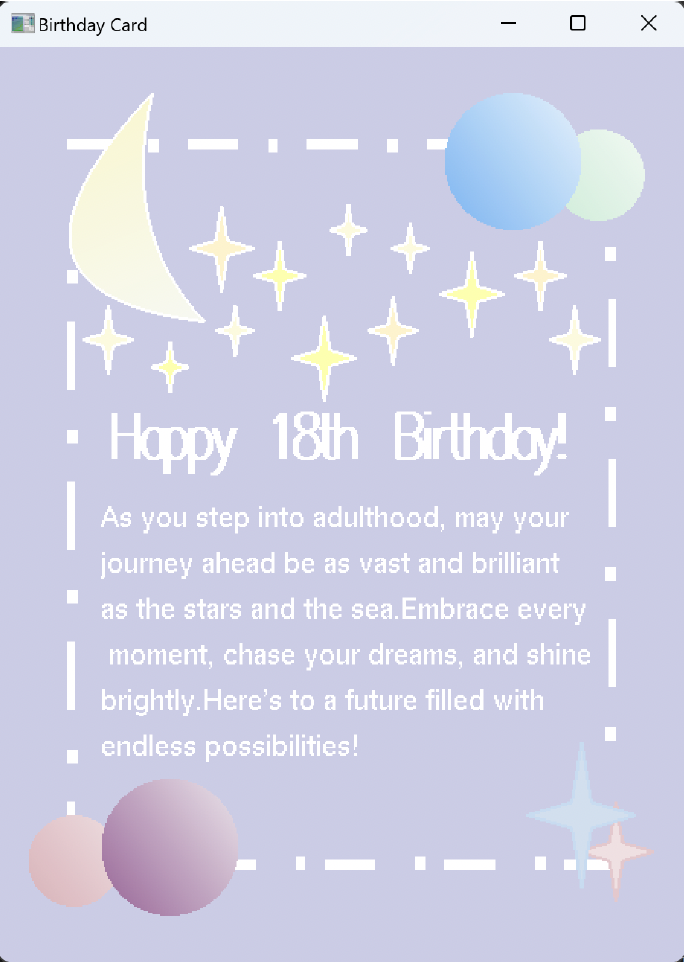 Birthday Card
Happy 18th Birthday!
As you step into adulthood, may your
journey ahead be as vast and brilliant
as the stars and the sea.Embrace every
moment, chase your dreams, and shine
brightly.Here's to a future filled with
endless possibilities!